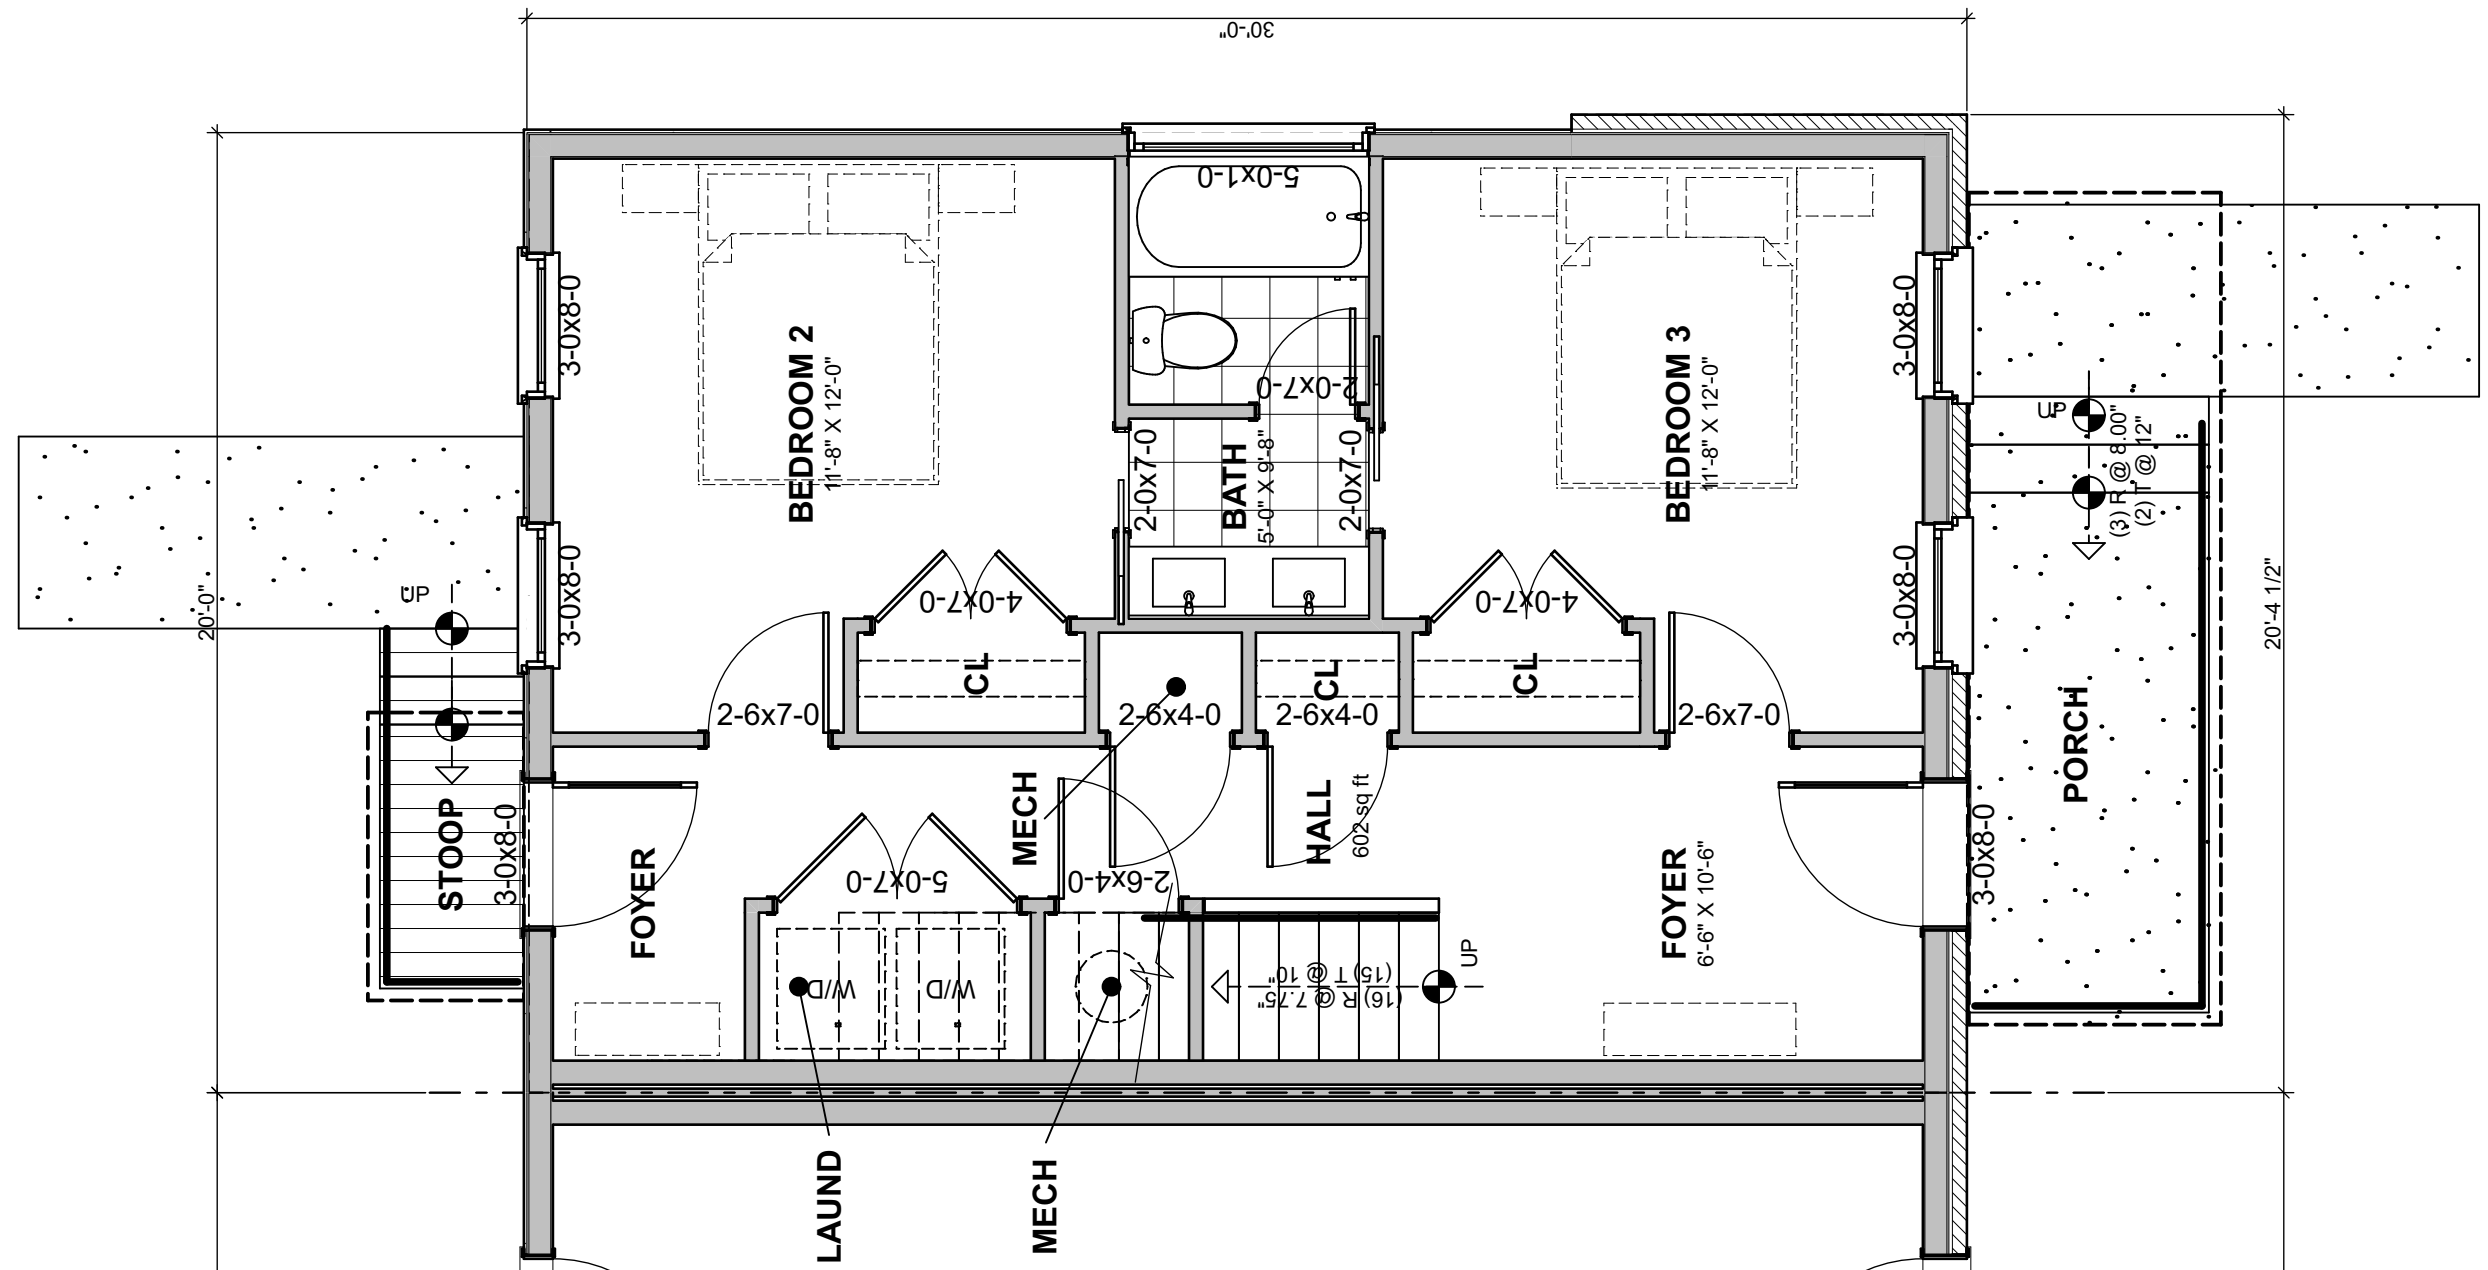 30'-0"
20'-0"
20'-4 1/2"
5-0x1-0
3-0x8-0
3-0x8-0
BEDROOM 2
11'-8" X 12'-0"
2-0x7-0
BEDROOM 3
11'-8" X 12'-0"
3-0x8-0
3-0x8-0
UP
(3) R @ 8.00"
(2) T @ 12"
2-0x7-0
BATH
5'-0" X 9'-8"
2-0x7-0
UP
4-0x7-0
4-0x7-0
CL
CL
CL
2-6x7-0
2-6x4-0
2-6x4-0
2-6x7-0
PORCH
STOOP
3-0x8-0
FOYER
5-0x7-0
MECH
2-6x4-0
HALL
602 sq ft
FOYER
6'-6" X 10'-6"
3-0x8-0
W/D
W/D
(16) R @ 7.75"
(15) T @ 10"
UP
LAUND
MECH